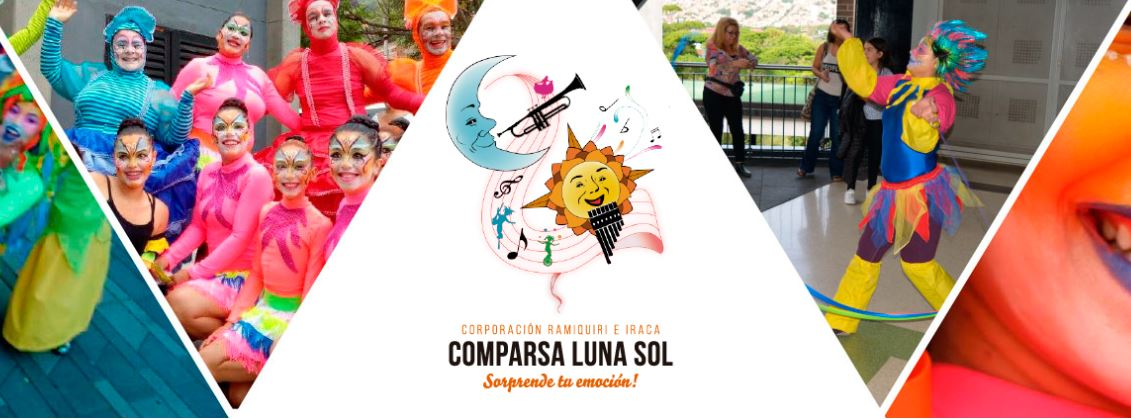 CORPORACIÓN RAMIQUIRI E IRACA
COMPARSA LUNA SOL
Sorprende tu emoción!